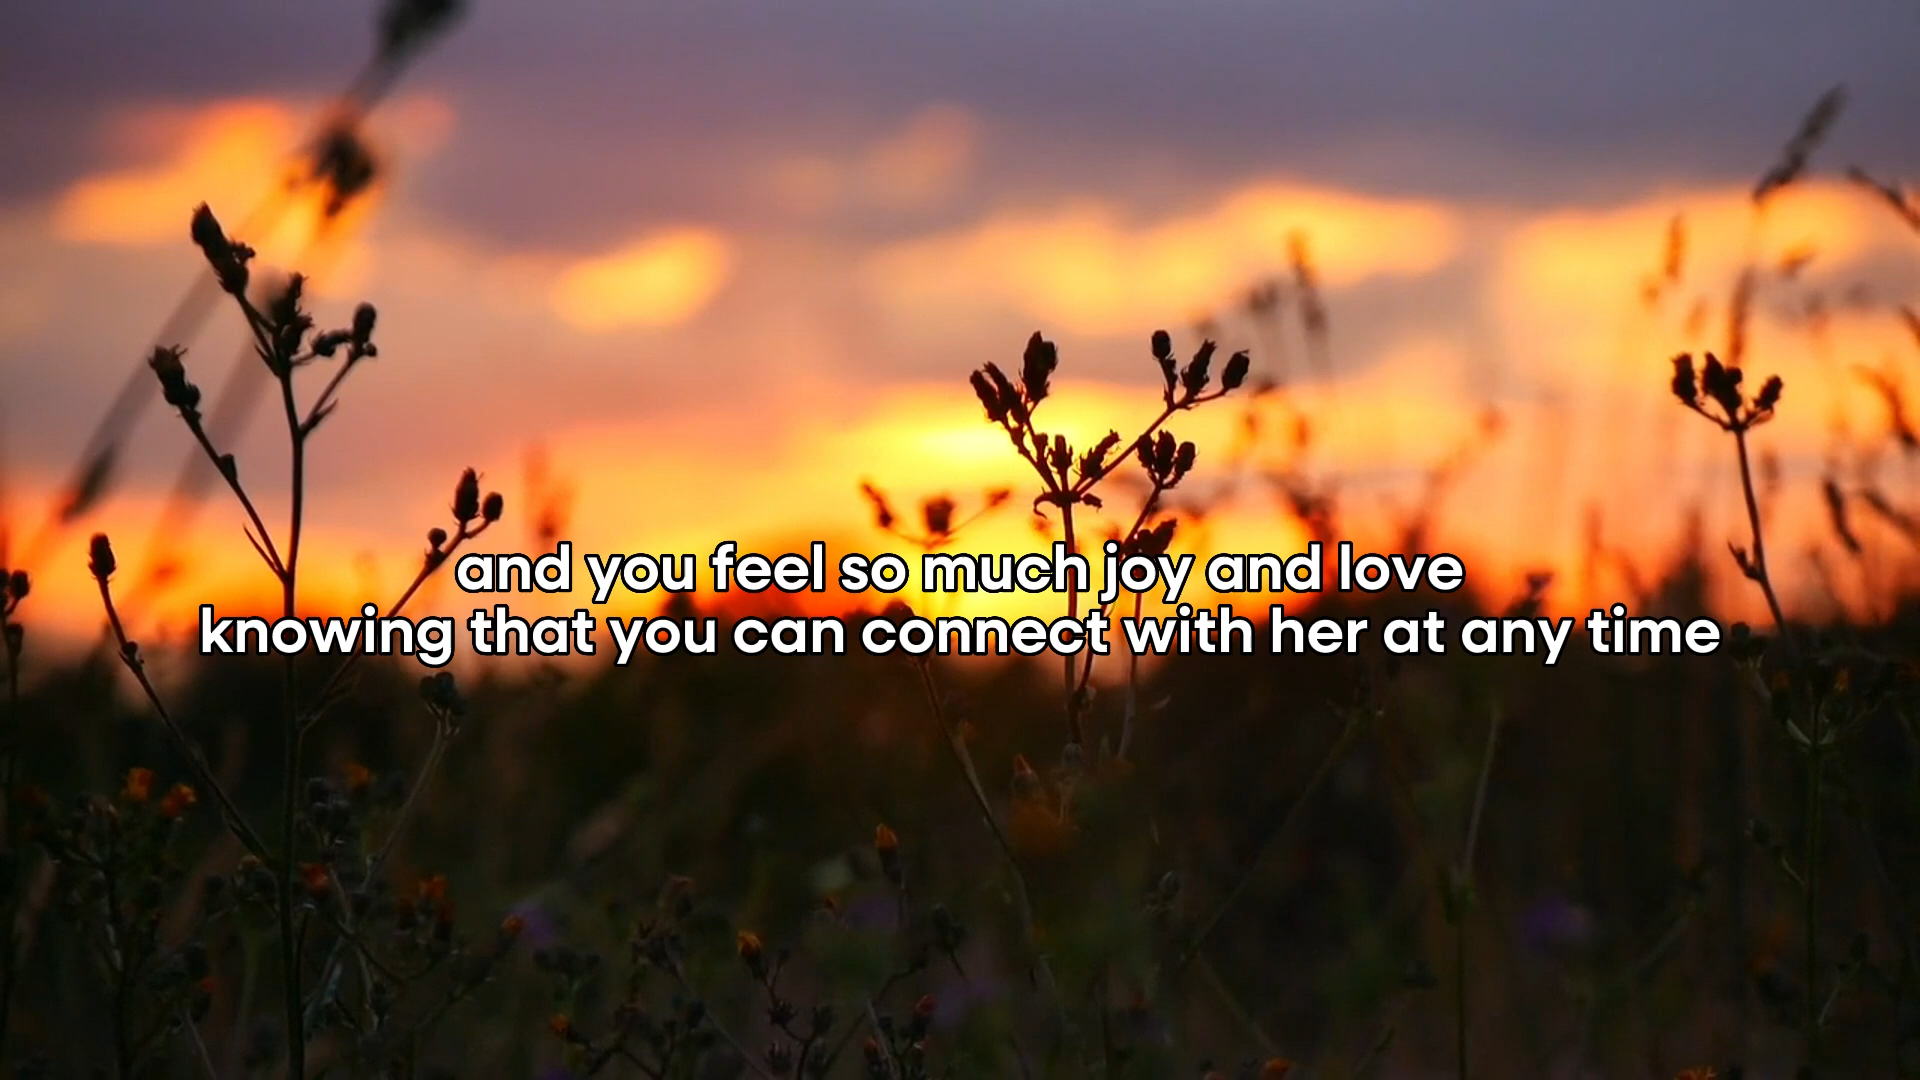 and you feel so much joy and love
knowing that you can connect with her at any time